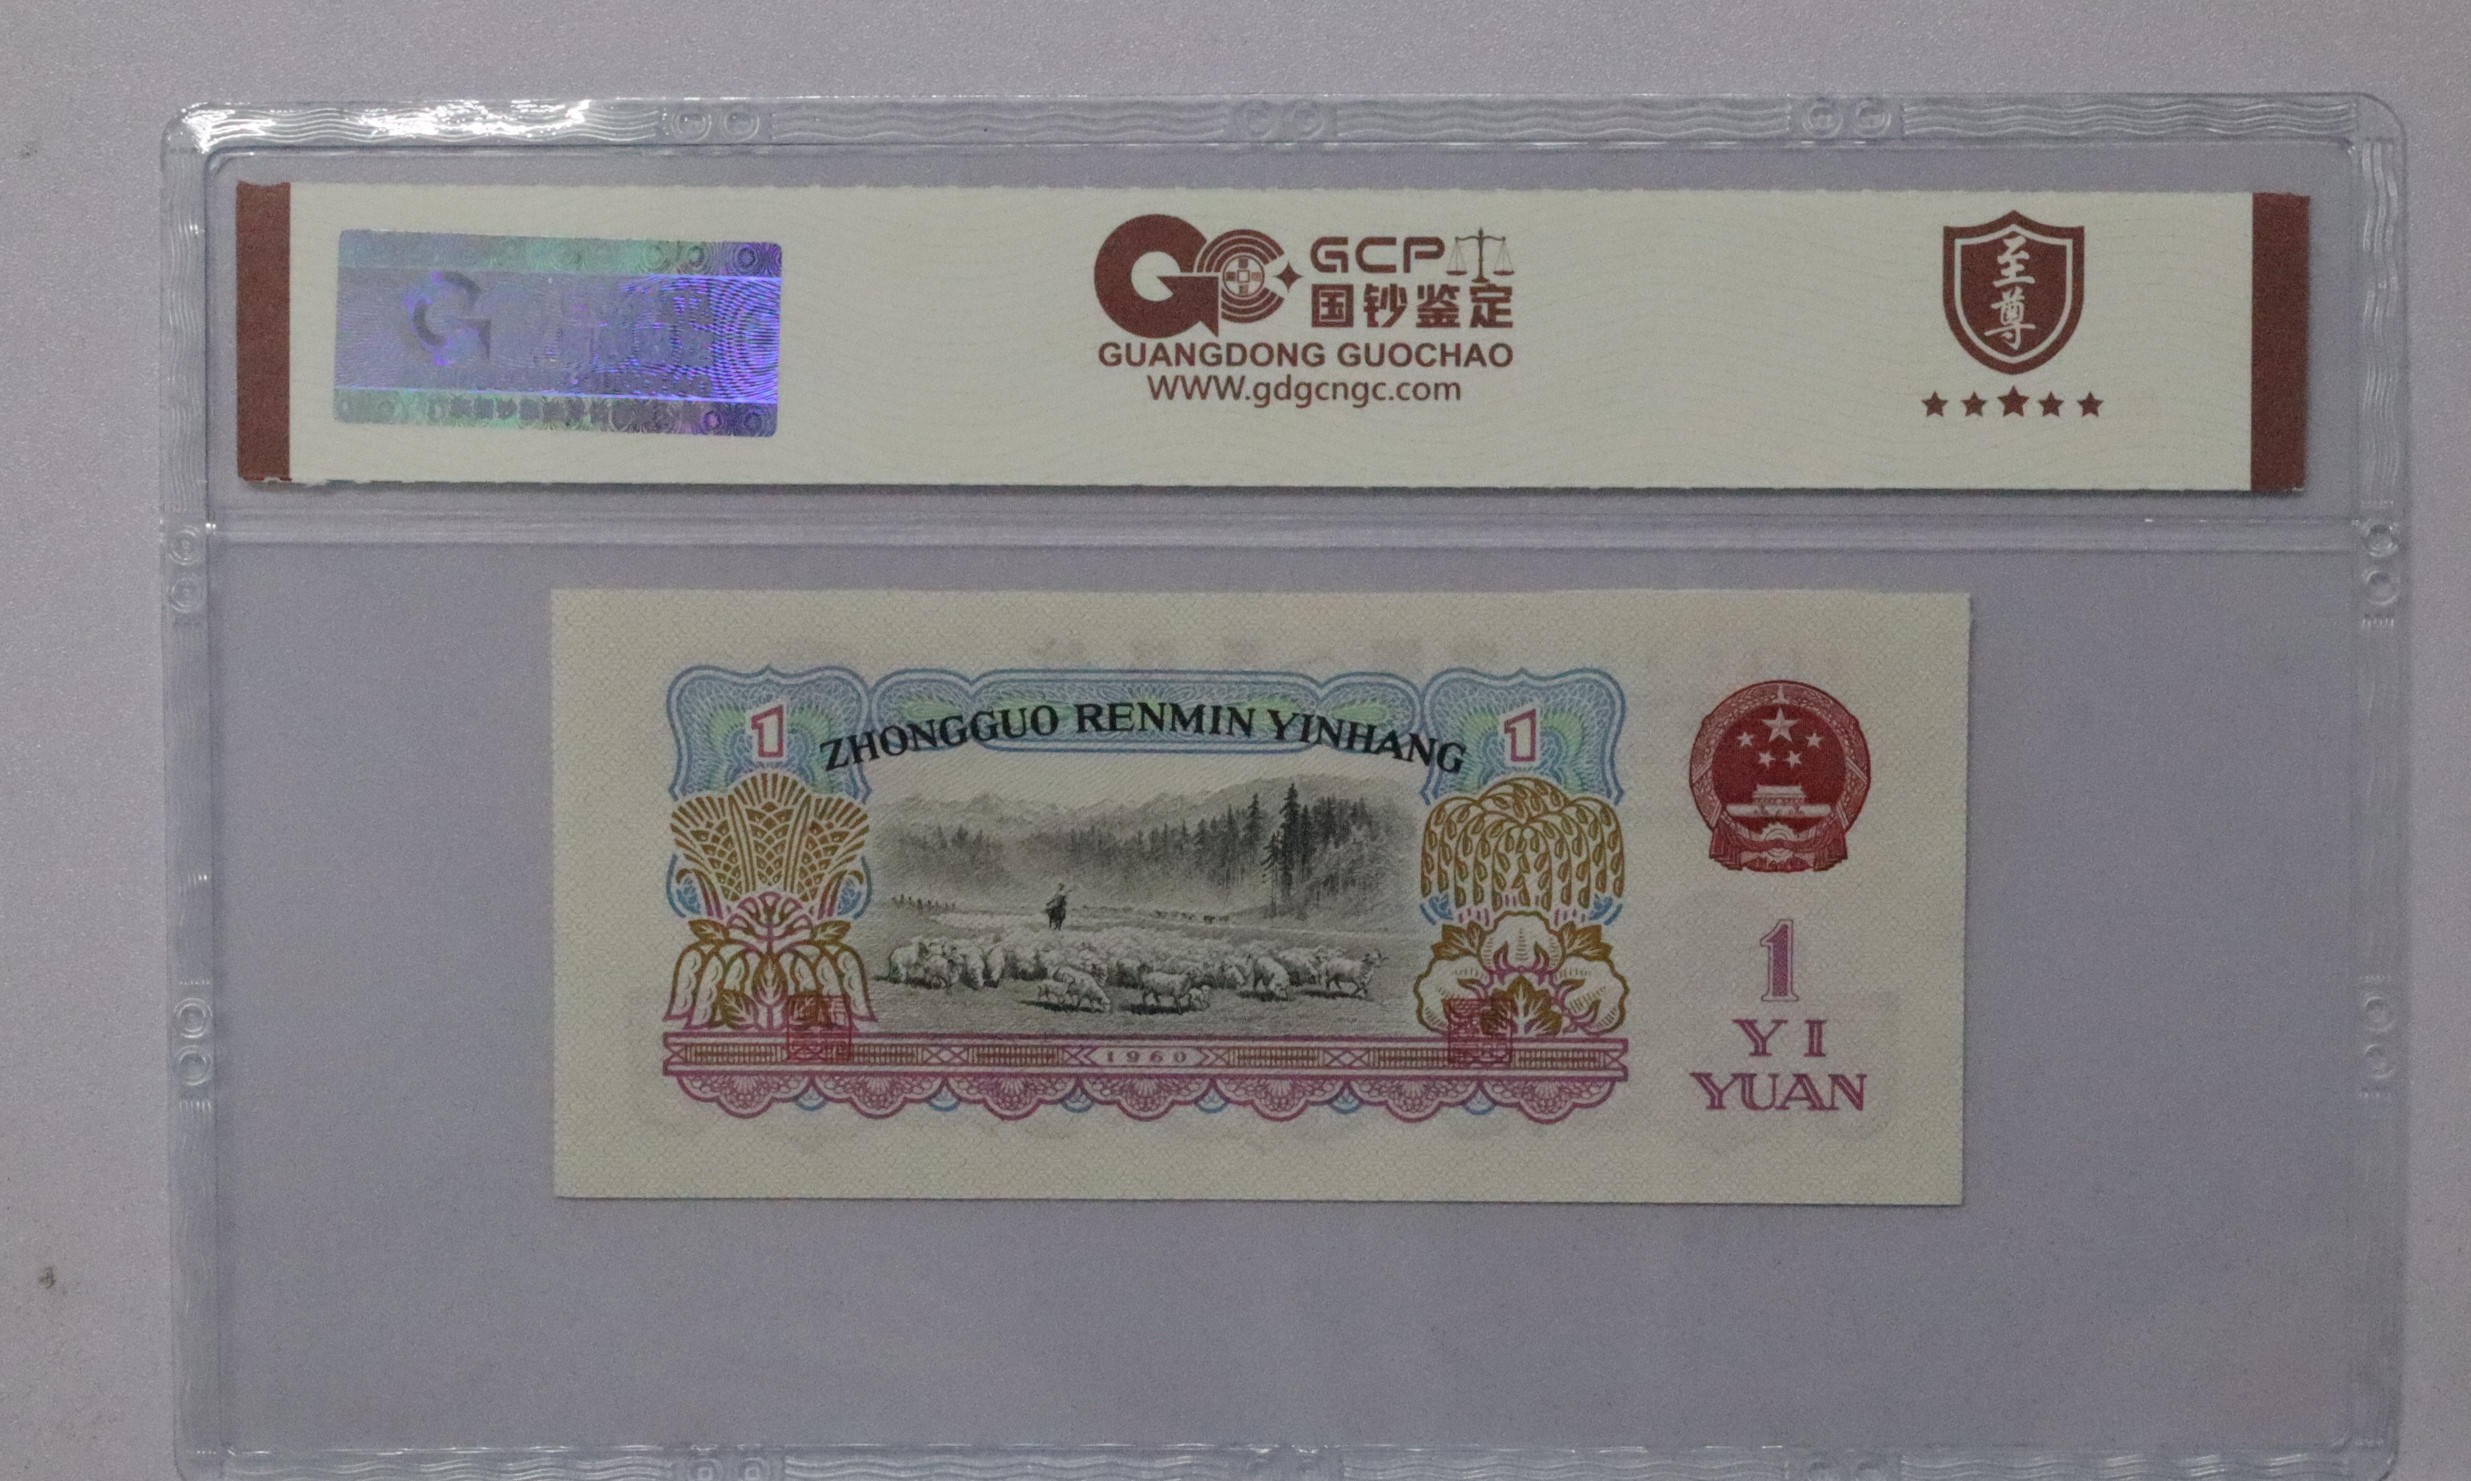 GCP
国钞鉴定
GUANGDONG GUOCHAO
WWW.gdgcngc.com
至尊
1
ZHONGGUO RENMIN YINHANG
1
1960
1
YI
YUAN